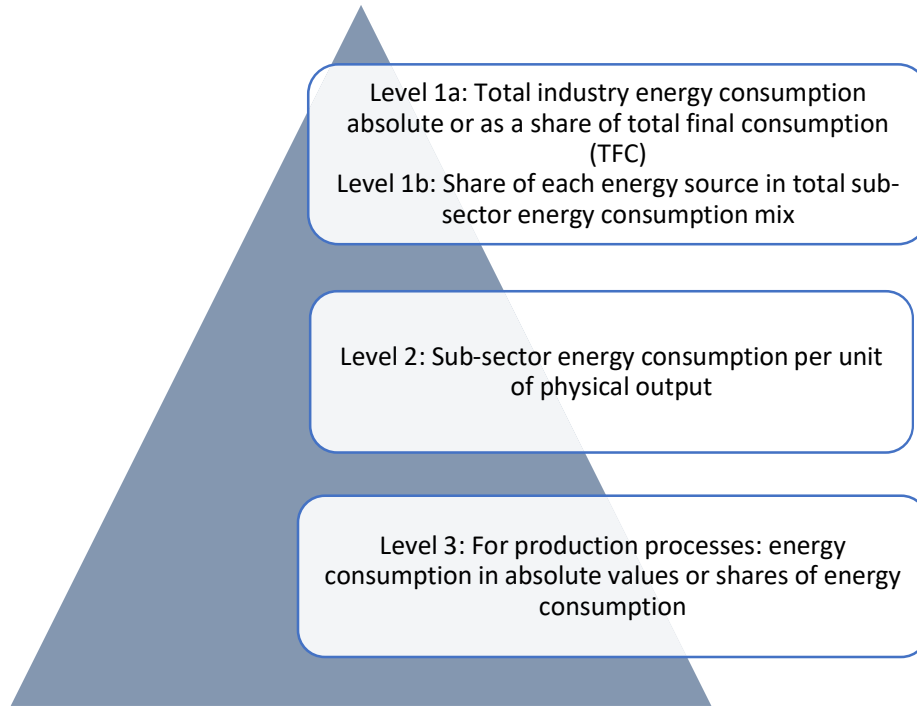 Level 1a: Total industry energy consumption
absolute or as a share of total final consumption
(TFC)
Level 1b: Share of each energy source in total sub-
sector energy consumption mix
Level 2: Sub-sector energy consumption per unit
of physical output
Level 3: For production processes: energy
consumption in absolute values or shares of energy
consumption